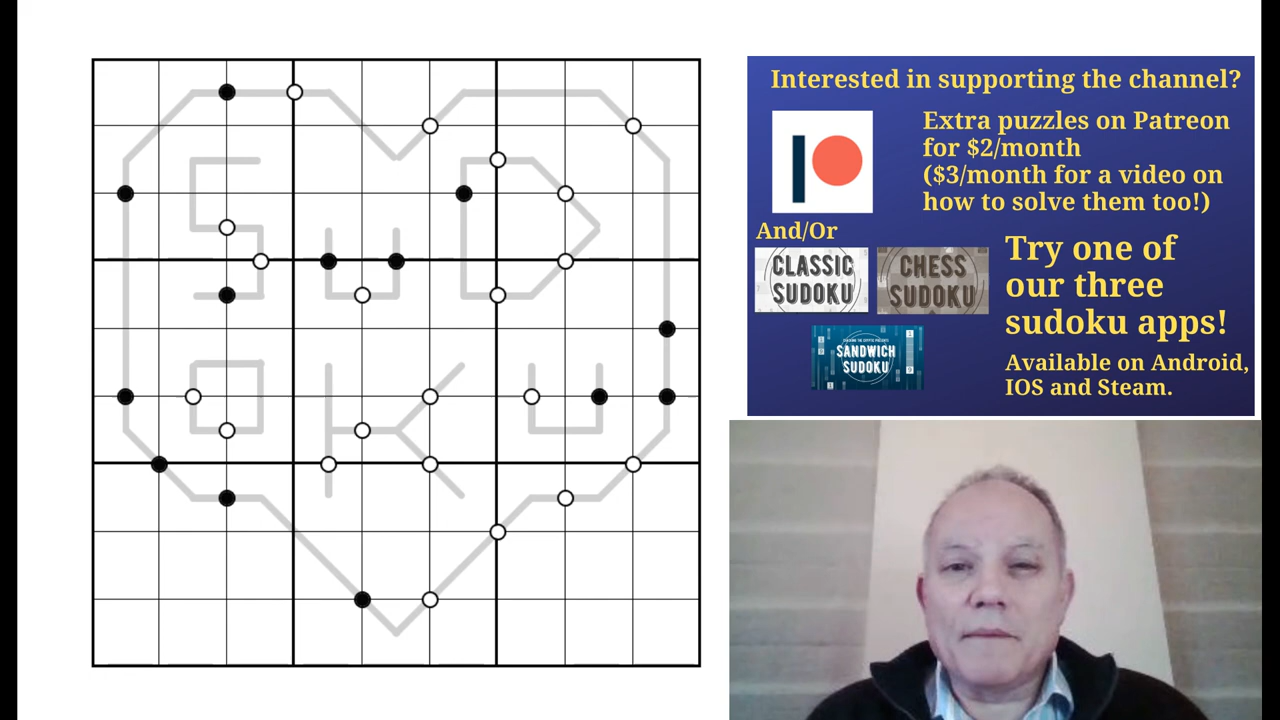 Interested in supporting the channel?
Extra puzzles on Patreon
for $2/month
($3/month for a video on
how to solve them too!)
And/Or
CLASSIC
SUDOKU
CHESS
SUDOKU
SANDWICH
SUDOKU
Try one of
our three
sudoku apps!
Available on Android,
IOS and Steam.
SuD
oku